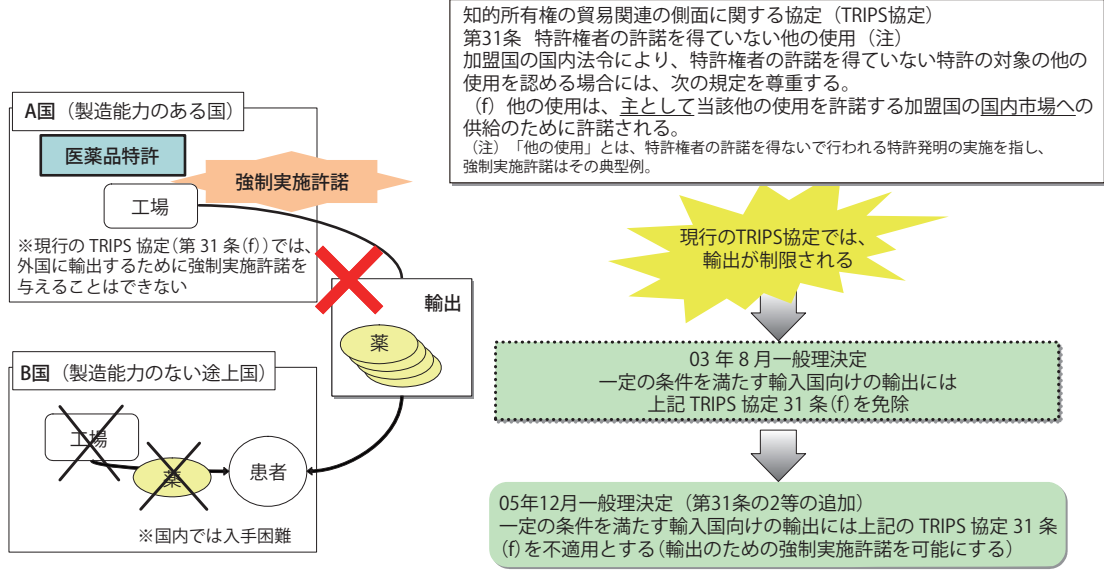 知的所有権の貿易関連の側面に関する協定（TRIPS協定）
第31条 特許権者の許諾を得ていない他の使用（注）
加盟国の国内法令により、特許権者の許諾を得ていない特許の対象の他の
使用を認める場合には、次の規定を尊重する。
（f）他の使用は、主として当該他の使用を許諾する加盟国の国内市場への
供給のために許諾される。
（注）「他の使用」とは、特許権者の許諾を得ないで行われる特許発明の実施を指し、
強制実施許諾はその典型例。
A国（製造能力のある国）
医薬品特許
強制実施許諾
工場
※現行の TRIPS 協定（第 31 条(f)）では、
外国に輸出するために強制実施許諾を
与えることはできない
輸出
薬
B国（製造能力のない途上国）
工場
薬
患者
※国内では入手困難
現行のTRIPS協定では、
輸出が制限される
03 年 8 月一般理決定
一定の条件を満たす輸入国向けの輸出には
上記 TRIPS 協定 31 条(f)を免除
05年12月一般理決定（第31条の2等の追加）
一定の条件を満たす輸入国向けの輸出には上記の TRIPS 協定 31 条
(f)を不適用とする（輸出のための強制実施許諾を可能にする）